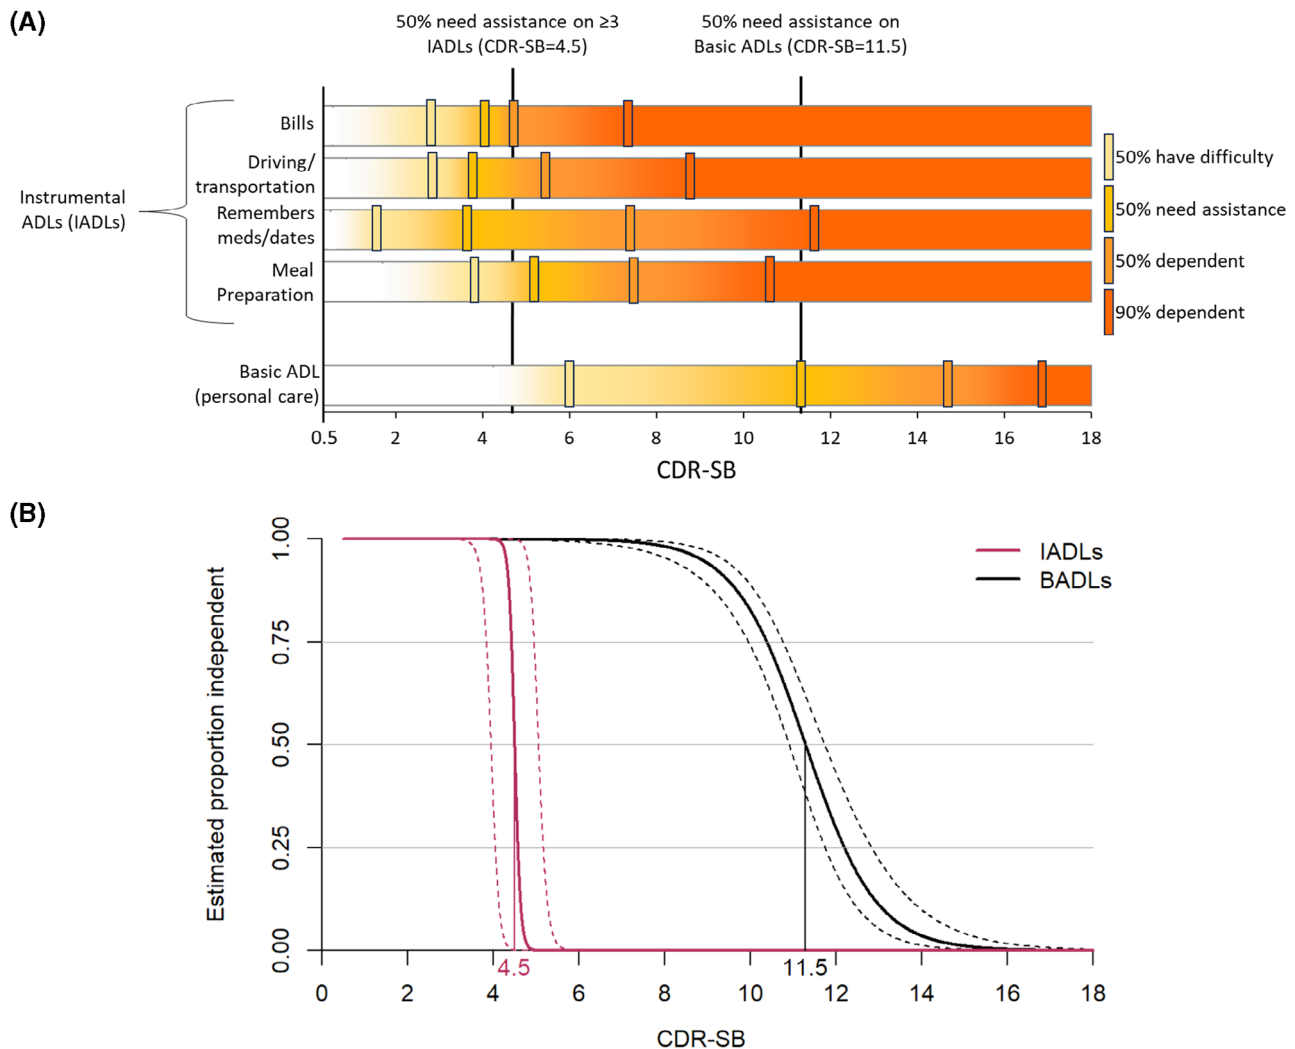 (A)
50% need assistance on ≥3
IADLs (CDR-SB=4.5)
50% need assistance on
Basic ADLs (CDR-SB=11.5)
Instrumental
ADLs (IADLs)
Bills
Driving/
transportation
Remembers
meds/dates
Meal
Preparation
Basic ADL
(personal care)
50% have difficulty
50% need assistance
50% dependent
90% dependent
0.5 2 4 6 8 10 12 14 16 18
CDR-SB
(B)
Estimated proportion independent
1.00
0.75
0.50
0.25
0.00
IADLs
BADLs
4.5
11.5
0 2 4 6 8 10 12 14 16 18
CDR-SB